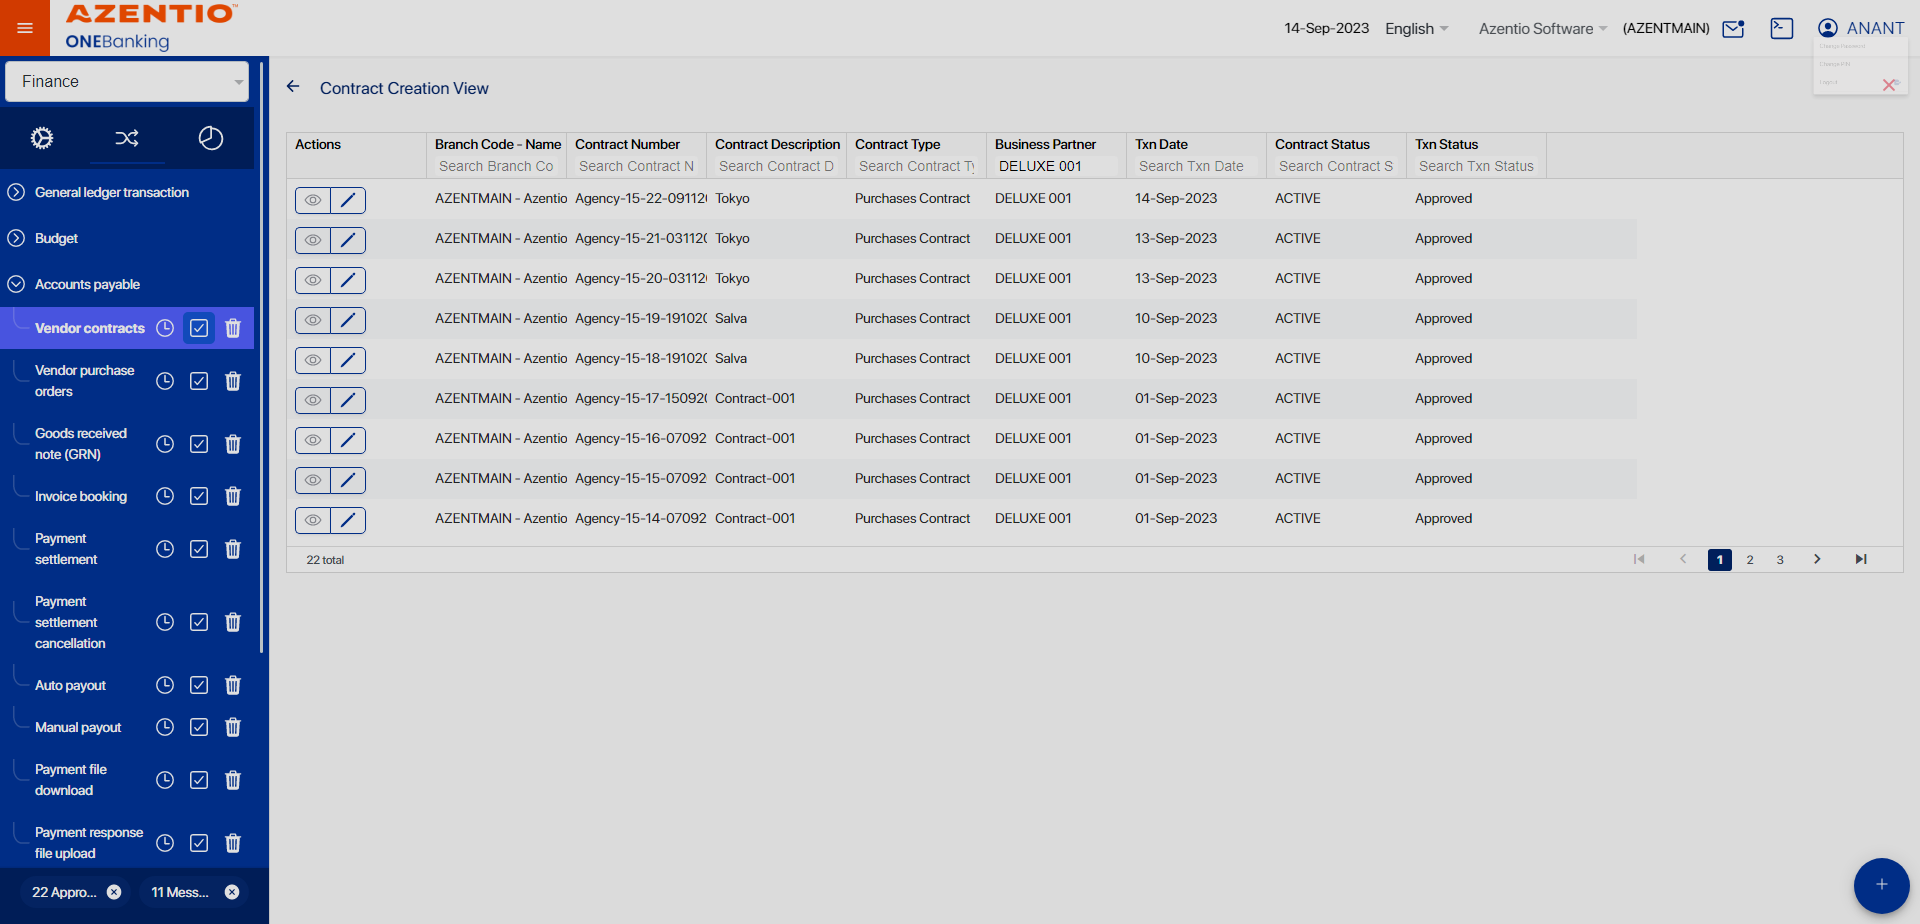 AZENTIO™
ONEBanking
14-Sep-2023 English Azentio Software (AZENTMAIN) ANANT
Change Password
Change PIN
Finance
General ledger transaction
Budget
Accounts payable
Vendor contracts
Vendor purchase
orders
Goods received
note (GRN)
Invoice booking
Payment
settlement
Payment
settlement
cancellation
Auto payout
Manual payout
Payment file
download
Payment response
file upload
22 Appro...
11 Mess...
Contract Creation View
Actions Branch Code - Name Contract Number Contract Description Contract Type Business Partner Txn Date Contract Status Txn Status
Search Branch Co Search Contract N Search Contract D Search Contract Ty DELUXE 001 Search Txn Date Search Contract S Search Txn Status
AZENTMAIN - Azentio Agency-15-22-091120 Tokyo Purchases Contract DELUXE 001 14-Sep-2023 ACTIVE Approved
AZENTMAIN - Azentio Agency-15-21-031120 Tokyo Purchases Contract DELUXE 001 13-Sep-2023 ACTIVE Approved
AZENTMAIN - Azentio Agency-15-20-031120 Tokyo Purchases Contract DELUXE 001 13-Sep-2023 ACTIVE Approved
AZENTMAIN - Azentio Agency-15-19-191020 Salva Purchases Contract DELUXE 001 10-Sep-2023 ACTIVE Approved
AZENTMAIN - Azentio Agency-15-18-191020 Salva Purchases Contract DELUXE 001 10-Sep-2023 ACTIVE Approved
AZENTMAIN - Azentio Agency-15-17-150920 Contract-001 Purchases Contract DELUXE 001 01-Sep-2023 ACTIVE Approved
AZENTMAIN - Azentio Agency-15-16-07092 Contract-001 Purchases Contract DELUXE 001 01-Sep-2023 ACTIVE Approved
AZENTMAIN - Azentio Agency-15-15-07092 Contract-001 Purchases Contract DELUXE 001 01-Sep-2023 ACTIVE Approved
AZENTMAIN - Azentio Agency-15-14-07092 Contract-001 Purchases Contract DELUXE 001 01-Sep-2023 ACTIVE Approved
22 total
1 2 3